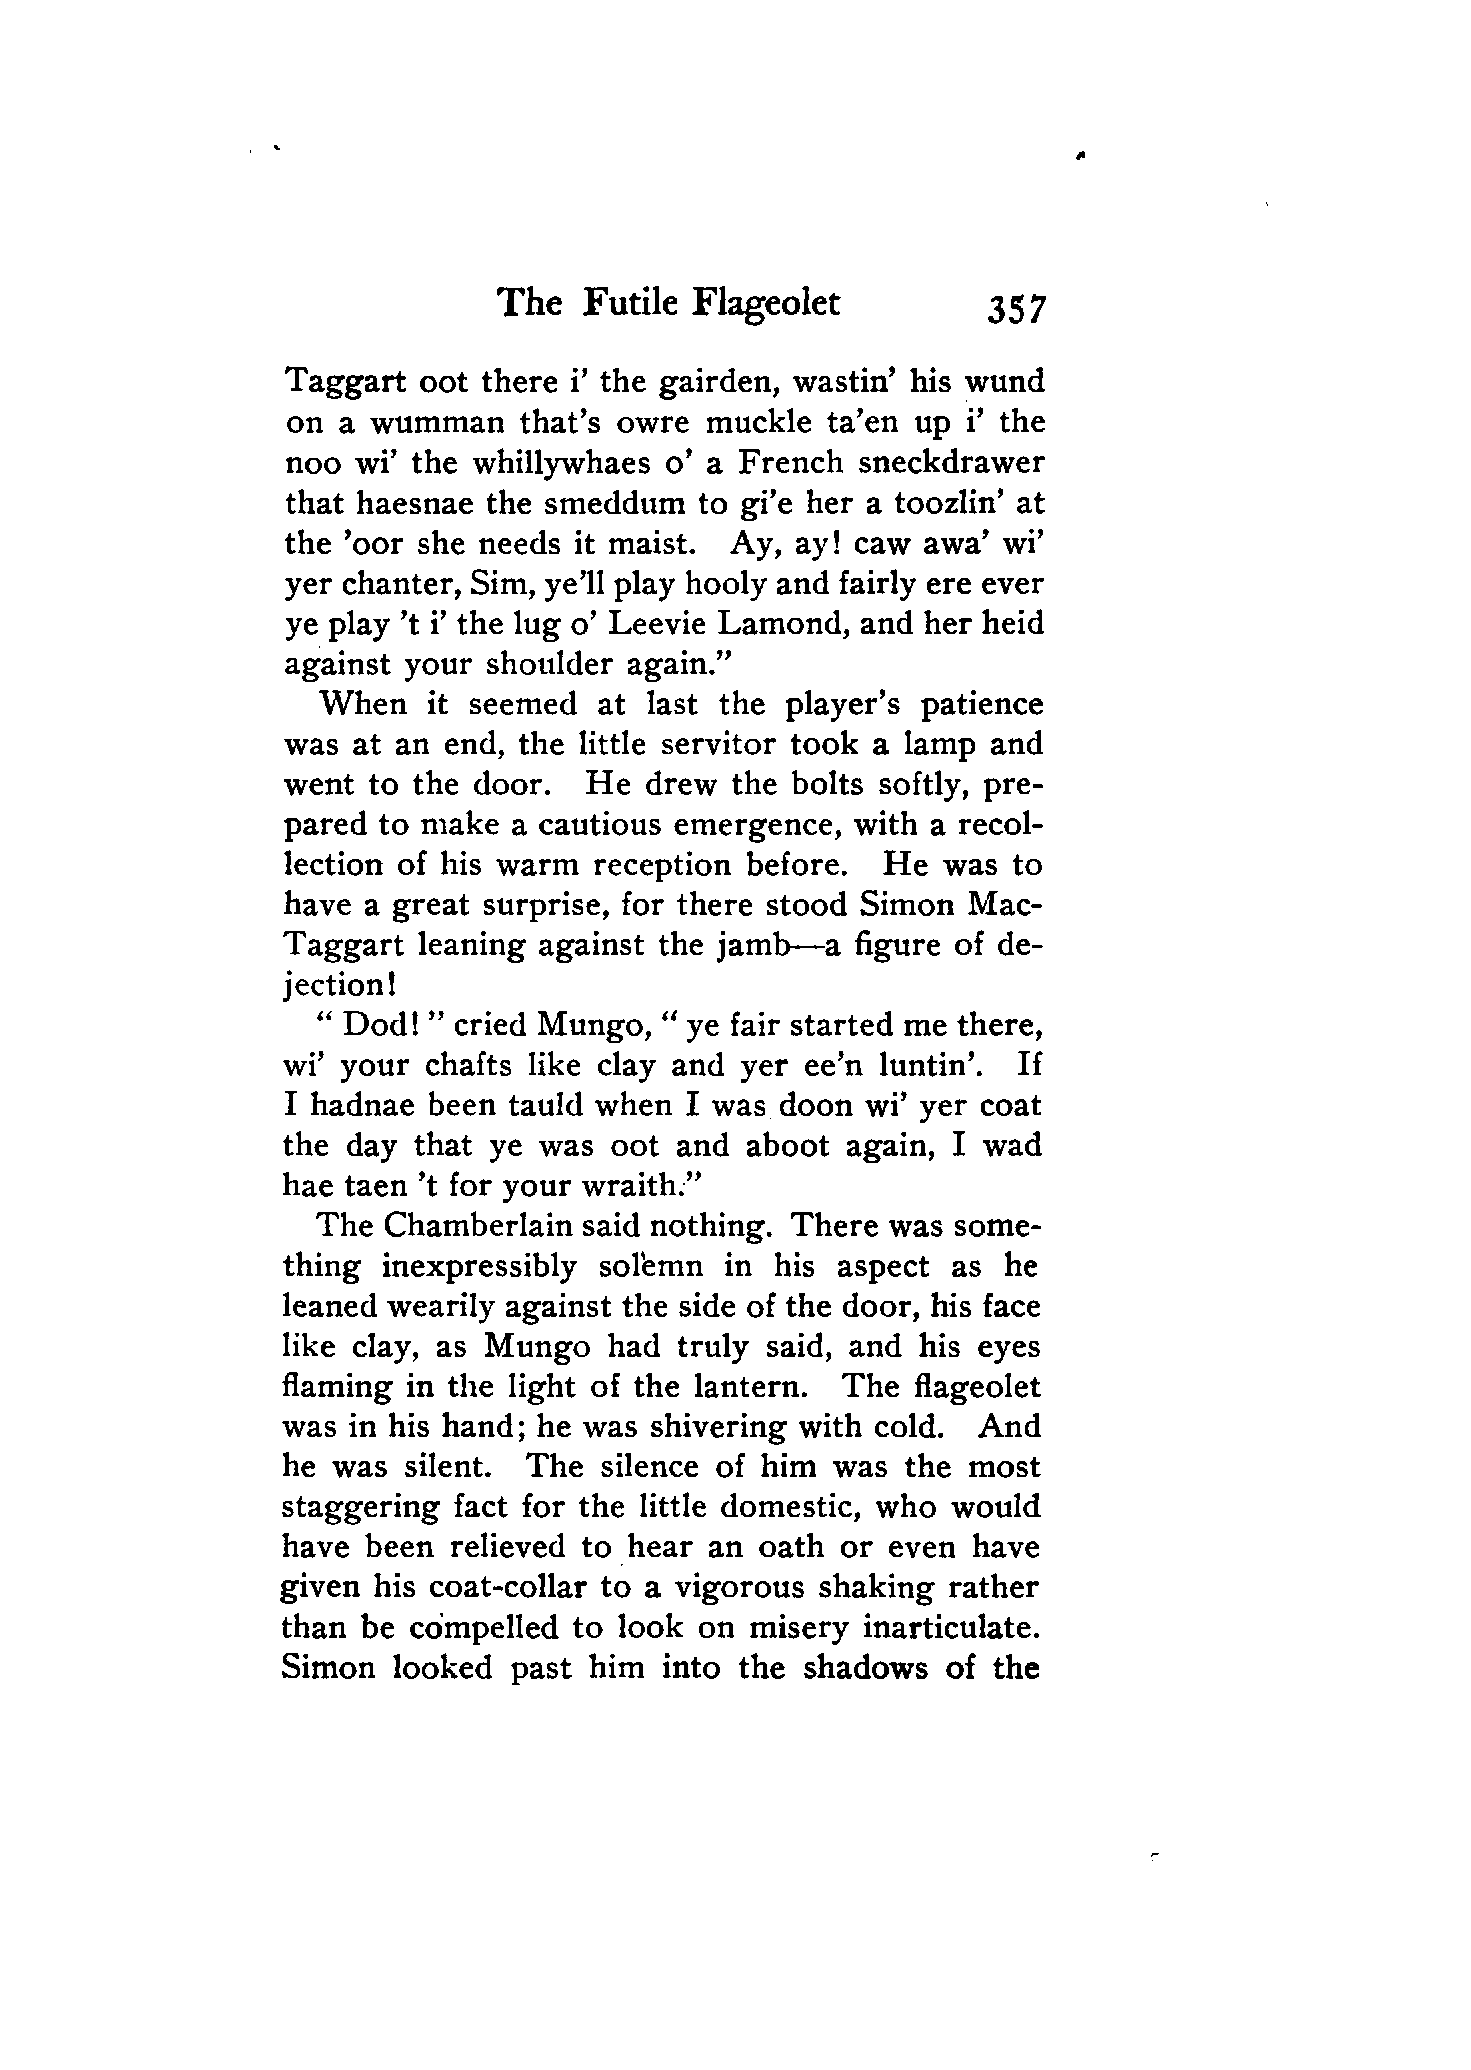 The Futile Flageolet 357
Taggart oot there i' the gairden, wastin' his wund
on a wumman that's owre muckle ta'en up i' the
noo wi' the whillywhaes o' a French sneckdrawer
that haesnae the smeddum to gi'e her a toozlin' at
the 'oor she needs it maist. Ay, ay! caw awa' wi'
yer chanter, Sim, ye'll play hooly and fairly ere ever
ye play 't i' the lug o' Leevie Lamond, and her heid
against your shoulder again."
When it seemed at last the player's patience
was at an end, the little servitor took a lamp and
went to the door. He drew the bolts softly, pre-
pared to make a cautious emergence, with a recol-
lection of his warm reception before. He was to
have a great surprise, for there stood Simon Mac-
Taggart leaning against the jamb—a figure of de-
jection!
" Dod! " cried Mungo, " ye fair started me there,
wi' your chafts like clay and yer ee'n luntin'. If
I hadnae been tauld when I was doon wi' yer coat
the day that ye was oot and aboot again, I wad
hae taen 't for your wraith."
The Chamberlain said nothing. There was some-
thing inexpressibly solemn in his aspect as he
leaned wearily against the side of the door, his face
like clay, as Mungo had truly said, and his eyes
flaming in the light of the lantern. The flageolet
was in his hand; he was shivering with cold. And
he was silent. The silence of him was the most
staggering fact for the little domestic, who would
have been relieved to hear an oath or even have
given his coat-collar to a vigorous shaking rather
than be compelled to look on misery inarticulate.
Simon looked past him into the shadows of the